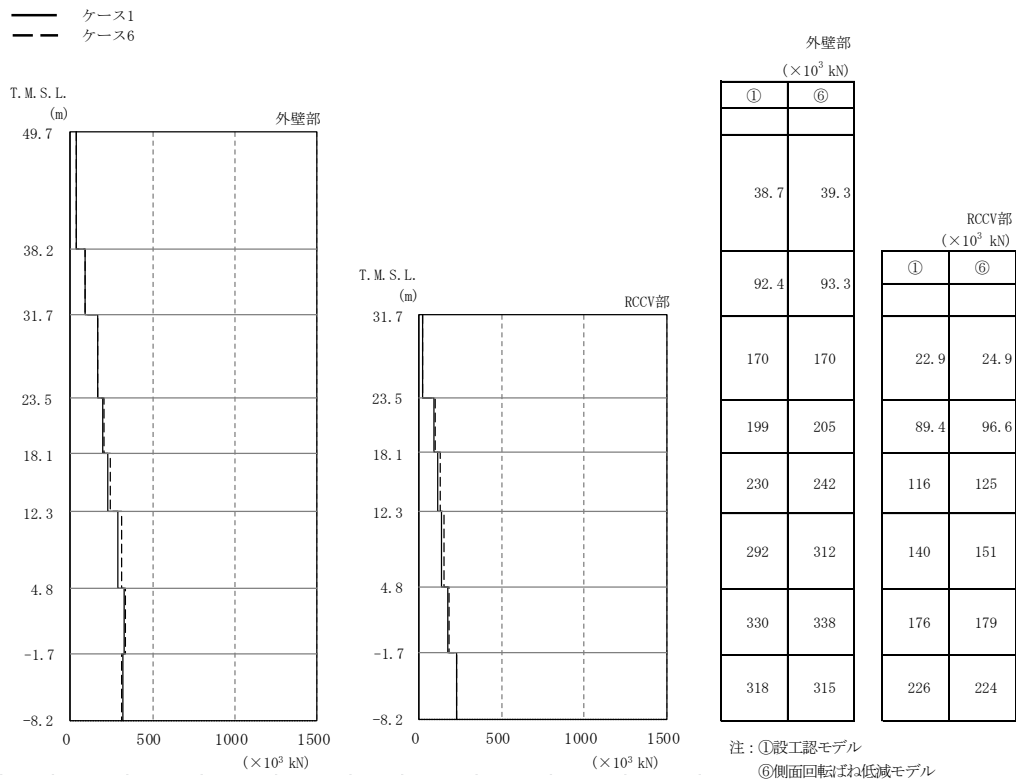 ケース1
ケース6
T.M.S.L.
(m)
外壁部
49.7
38.2
31.7
23.5
18.1
12.3
4.8
-1.7
-8.2
0 500 1000 1500
(×10³ kN)
T.M.S.L.
(m)
RCCV部
31.7
23.5
18.1
12.3
4.8
-1.7
-8.2
0 500 1000 1500
(×10³ kN)
外壁部
(×10³ kN)
① ⑥
38.7 39.3
92.4 93.3
170 170
199 205
230 242
292 312
330 338
318 315
RCCV部
(×10³ kN)
① ⑥
22.9 24.9
89.4 96.6
116 125
140 151
176 179
226 224
注：①設工認モデル
⑥側面回転ばね低減モデル